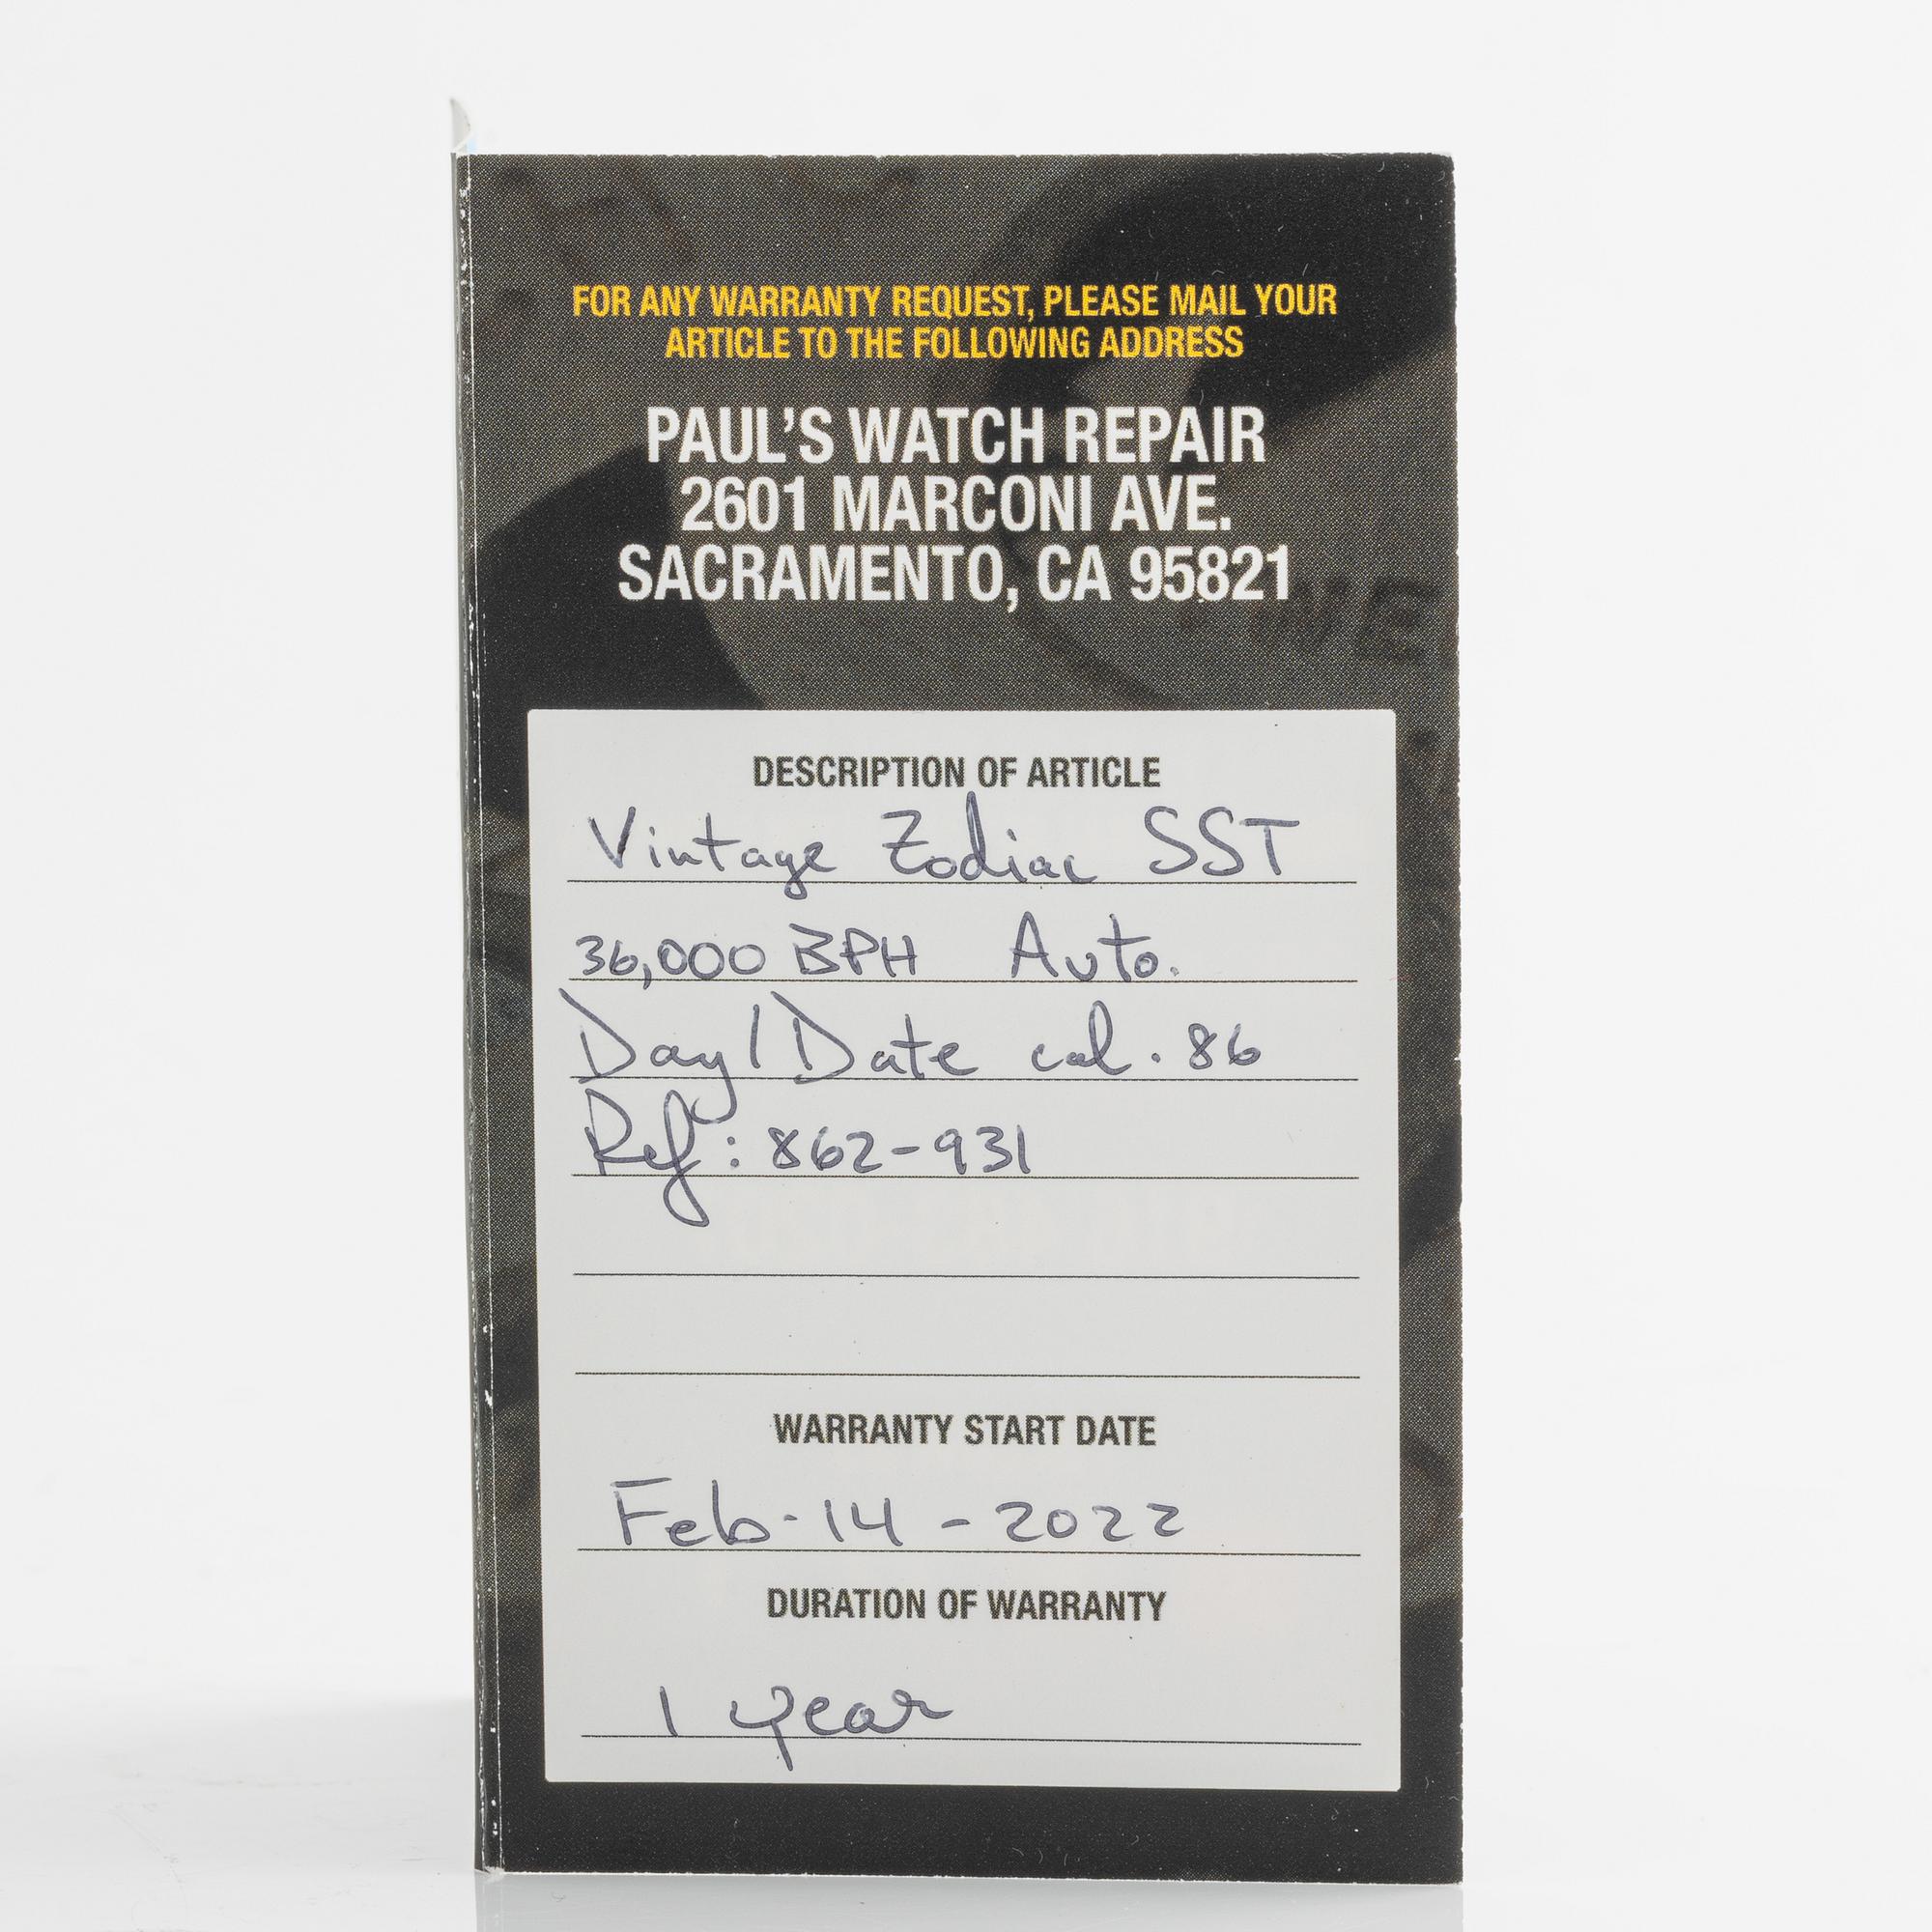 FOR ANY WARRANTY REQUEST, PLEASE MAIL YOUR
ARTICLE TO THE FOLLOWING ADDRESS
PAUL'S WATCH REPAIR
2601 MARCONI AVE.
SACRAMENTO, CA 95821
WE
DESCRIPTION OF ARTICLE
Vintage Zodiac SST
36,000 BPH Auto.
Day/Date cal. 86
Ref: 862-931
WARRANTY START DATE
Feb-14-2022
DURATION OF WARRANTY
1 year